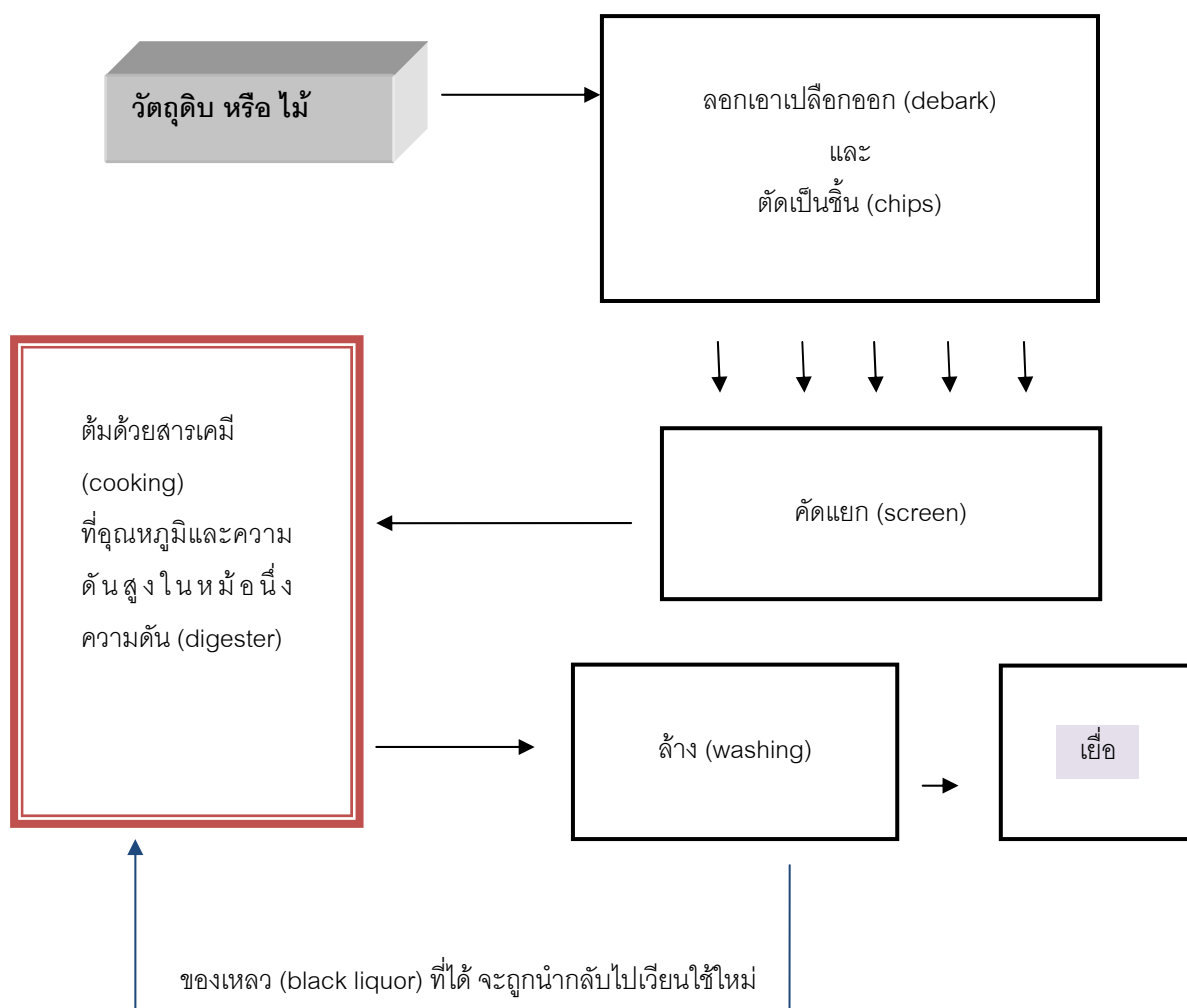 วัตถุดิบ หรือ ไม้
ลอกเอาเปลือกออก (debark)
และ
ตัดเป็นชิ้น (chips)
คัดแยก (screen)
ต้มด้วยสารเคมี
(cooking)
ที่อุณหภูมิและความ
ดันสูงในหม้อนึ่ง
ความดัน (digester)
ล้าง (washing)
เยื่อ
ของเหลว (black liquor) ที่ได้ จะถูกนำกลับไปเวียนใช้ใหม่